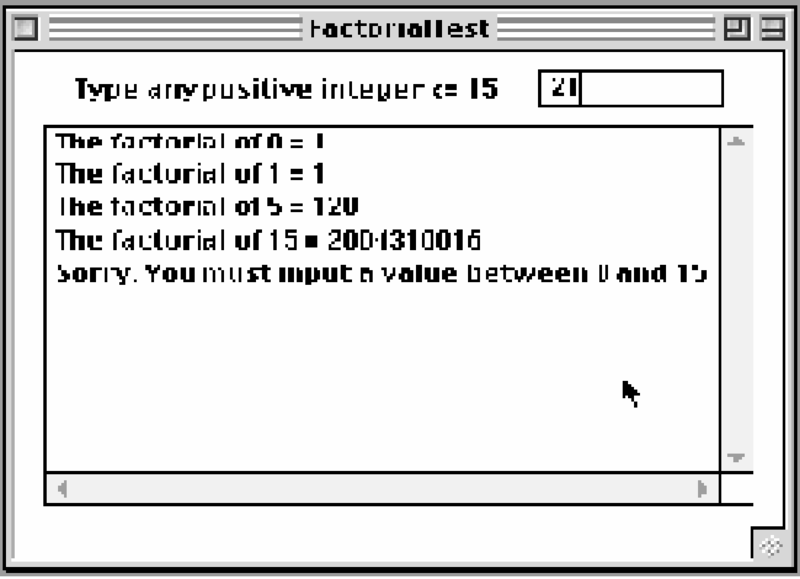 FactorialTest
Type any positive integer <= 15
21
The factorial of 0 = 1
The factorial of 1 = 1
The factorial of 5 = 120
The factorial of 15 = 2004310016
Sorry. You must input a value between 0 and 15